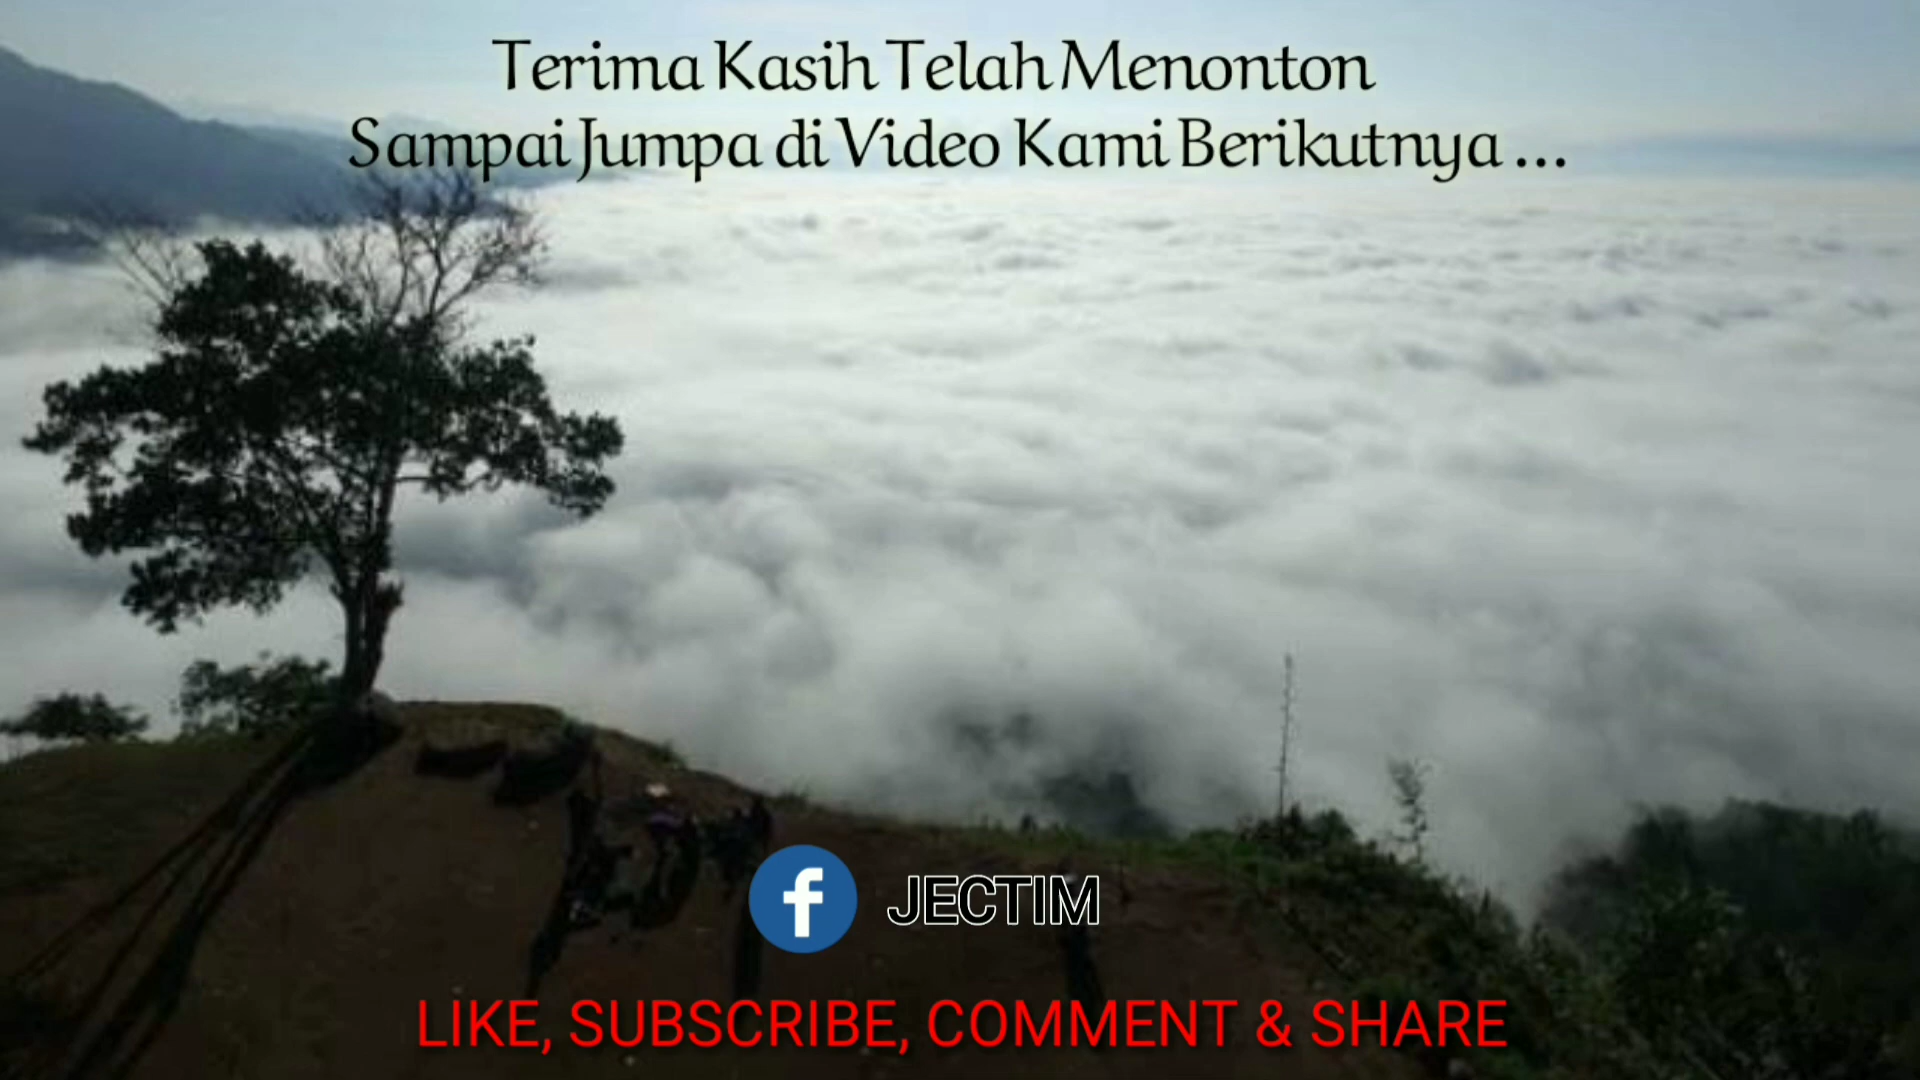 Terima Kasih Telah Menonton
Sampai Jumpa di Video Kami Berikutnya ...
f JECTIM
LIKE, SUBSCRIBE, COMMENT & SHARE